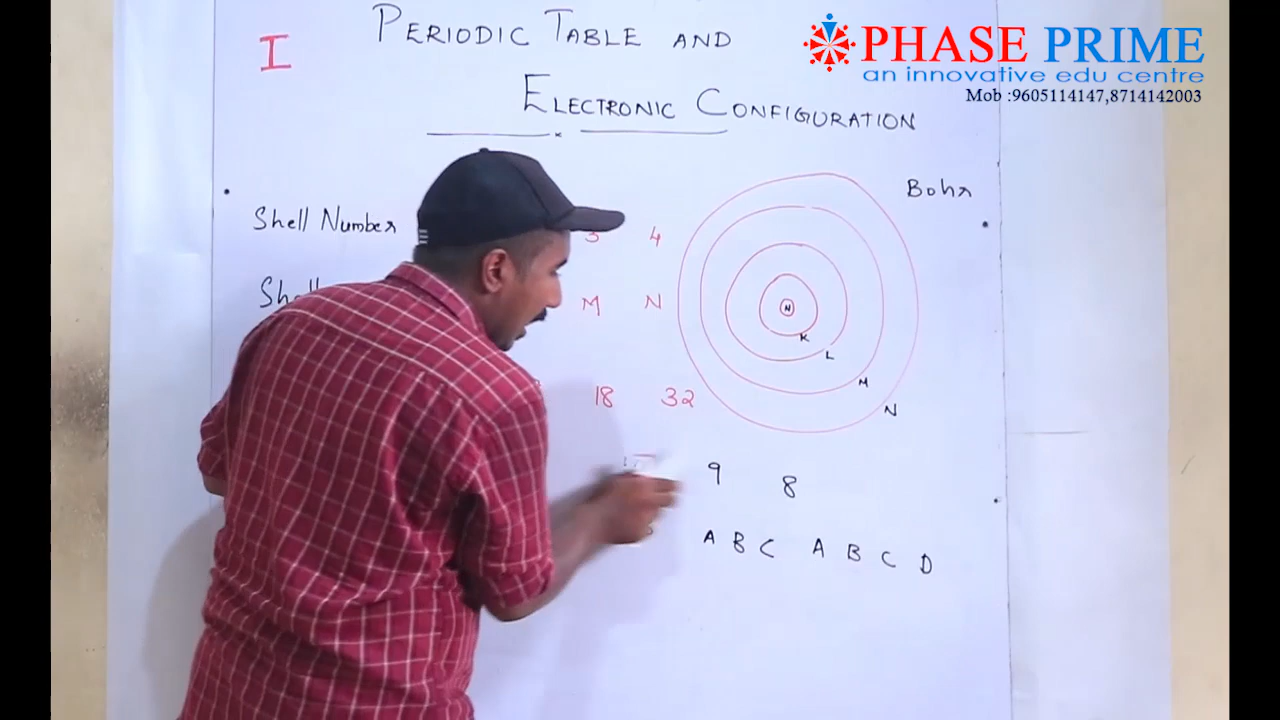 I
PERIODIC TABLE AND
ELECTRONIC CONFIGURATION
PHASE PRIME
an innovative edu centre
Mob :9605114147,8714142003
Bohr
Shell Number 3 4
M N
18 32
N
K
L
M
N
9 8
A B C A B C D